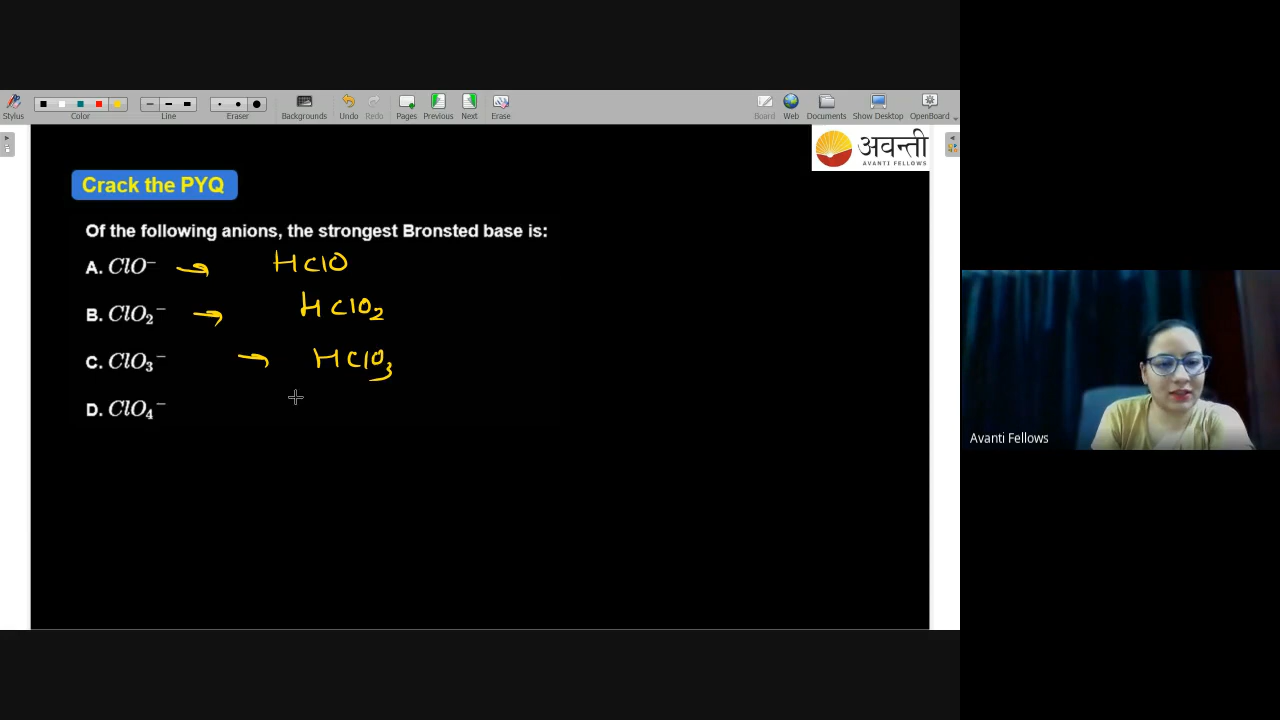 Stylus
Color
Line
Eraser
Backgrounds
Undo
Redo
Pages
Previous
Next
Erase
Board
Web
Documents
Show Desktop
OpenBoard
अवन्ती
AVANTI FELLOWS
Crack the PYQ
Of the following anions, the strongest Bronsted base is:
A. ClO⁻ → HClO
B. ClO₂⁻ → HClO₂
C. ClO₃⁻ → HClO₃
D. ClO₄⁻
Avanti Fellows